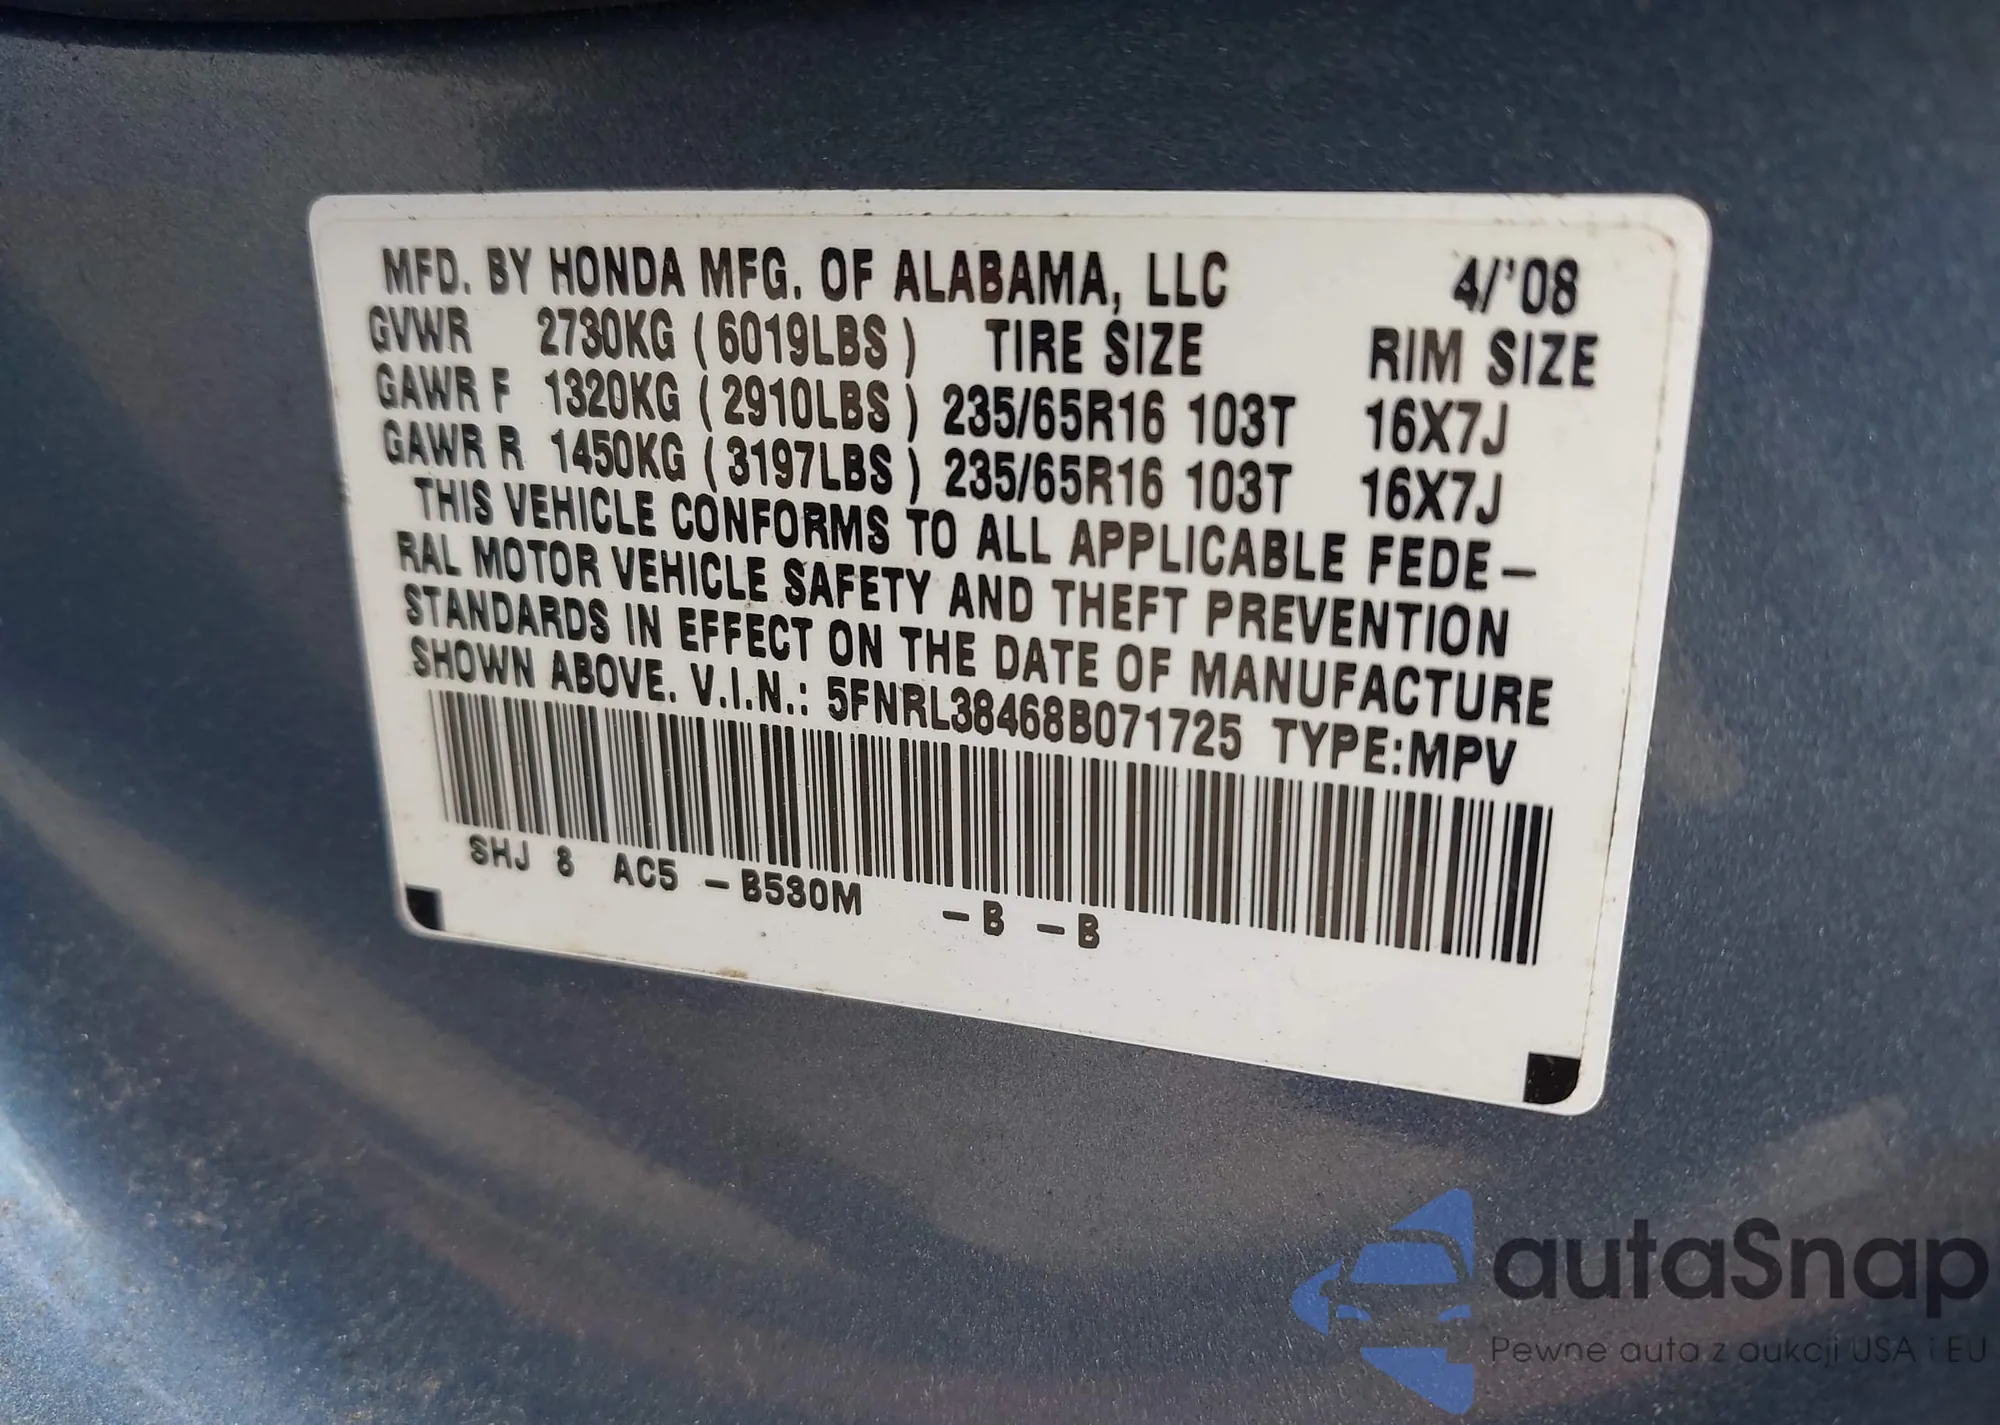 MFD. BY HONDA MFG. OF ALABAMA, LLC 4/'08
GVWR 2730KG ( 6019LBS ) TIRE SIZE RIM SIZE
GAWR F 1320KG ( 2910LBS ) 235/65R16 103T 16X7J
GAWR R 1450KG ( 3197LBS ) 235/65R16 103T 16X7J
THIS VEHICLE CONFORMS TO ALL APPLICABLE FEDE–
RAL MOTOR VEHICLE SAFETY AND THEFT PREVENTION
STANDARDS IN EFFECT ON THE DATE OF MANUFACTURE
SHOWN ABOVE. V.I.N.: 5FNRL38468B071725 TYPE:MPV
SHJ 8 AC5 – B530M – B – B
autaSnap
Pewne auta z aukcji USA i EU